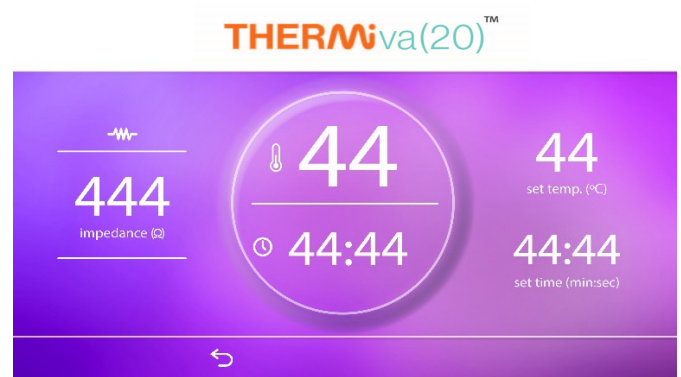 THERMiva(20)™
444
impedance (Ω)
44
44:44
44
set temp. (ºC)
44:44
set time (min:sec)